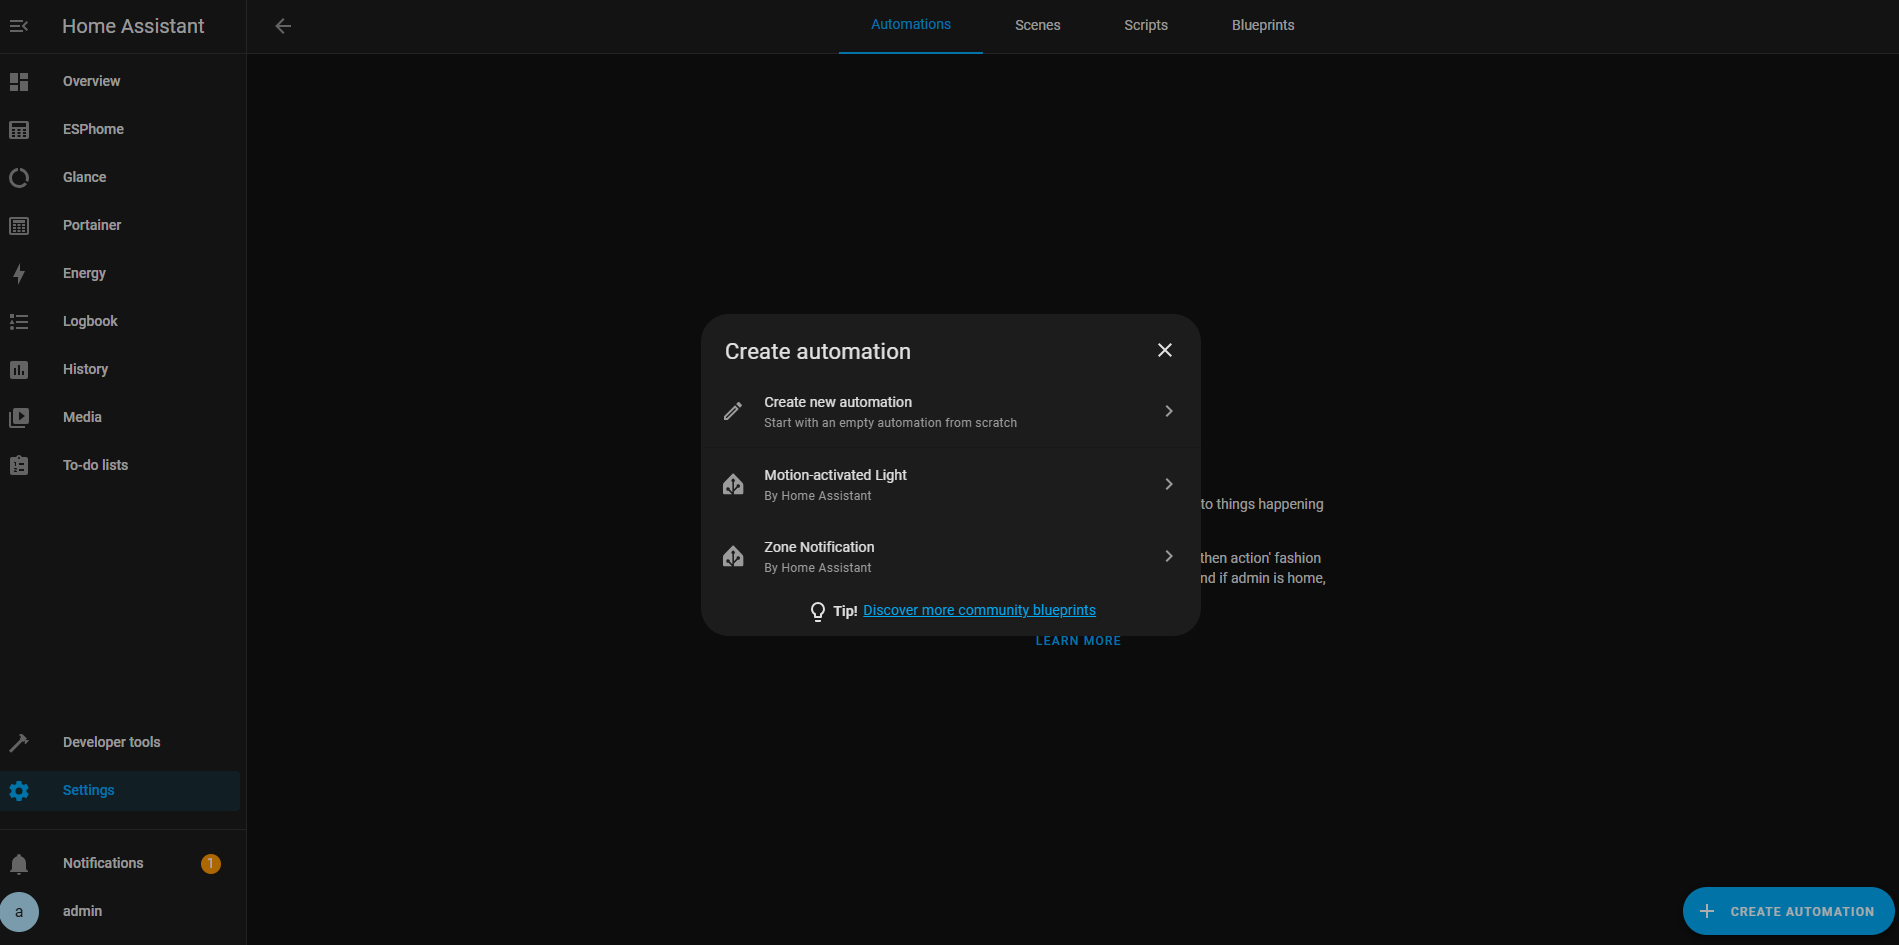 Home Assistant
Automations
Scenes
Scripts
Blueprints
Overview
ESPhome
Glance
Portainer
Energy
Logbook
History
Media
To-do lists
Developer tools
Settings
Notifications
1
a
admin
Create automation
Create new automation
Start with an empty automation from scratch
Motion-activated Light
By Home Assistant
Zone Notification
By Home Assistant
Tip! Discover more community blueprints
to things happening
then action' fashion
nd if admin is home,
LEARN MORE
CREATE AUTOMATION